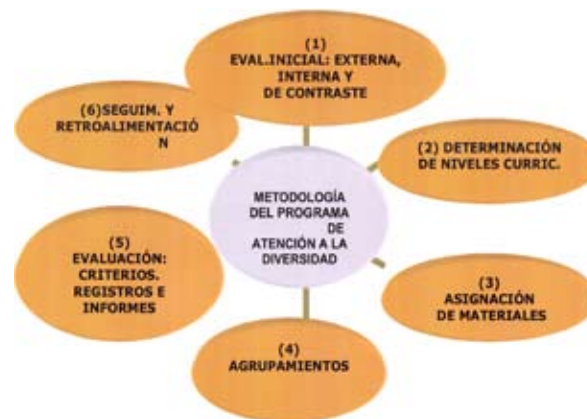 (1)
EVAL.INICIAL: EXTERNA,
INTERNA Y
DE CONTRASTE
(2) DETERMINACIÓN
DE NIVELES CURRIC.
(3)
ASIGNACIÓN
DE MATERIALES
(4)
AGRUPAMIENTOS
(5)
EVALUACIÓN:
CRITERIOS.
REGISTROS E
INFORMES
(6)SEGUIM. Y
RETROALIMENTACIÓ
N
METODOLOGÍA
DEL PROGRAMA
DE
ATENCIÓN A LA
DIVERSIDAD